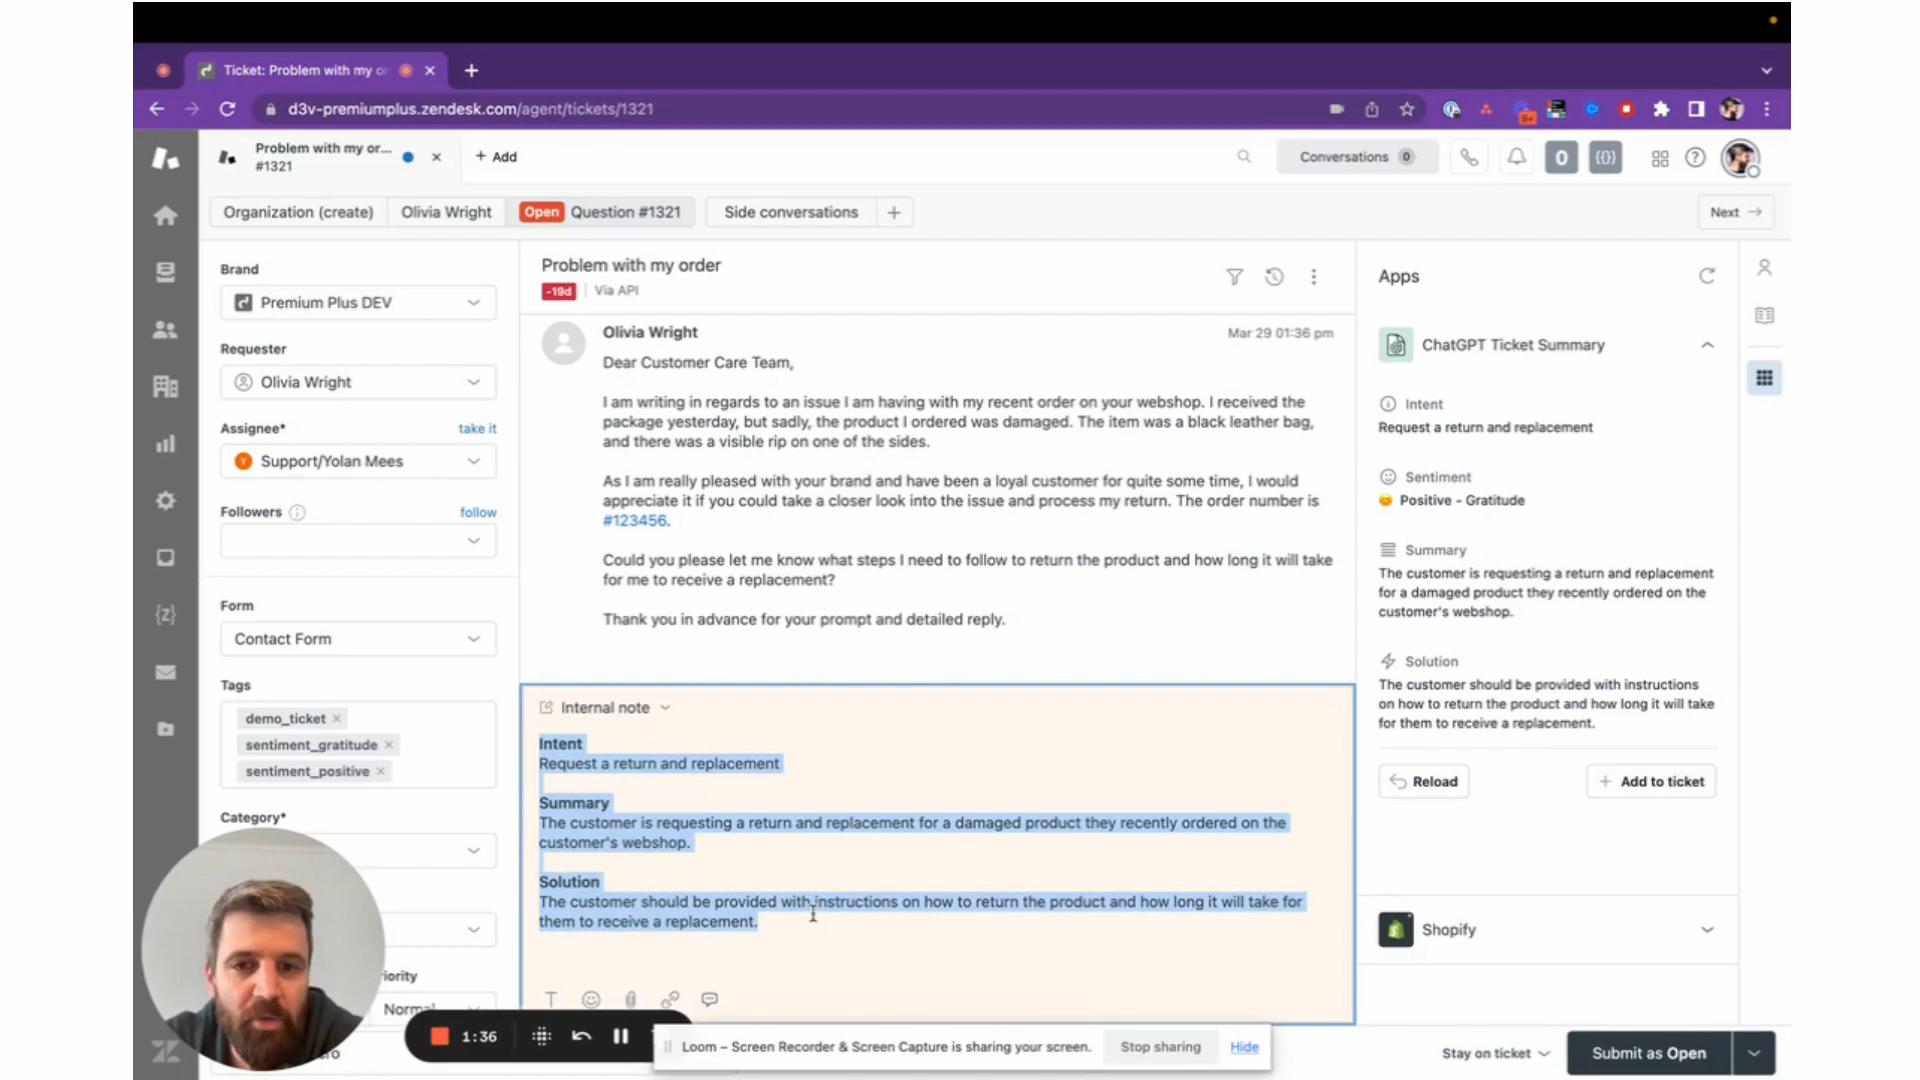 Ticket: Problem with my or
d3v-premiumplus.zendesk.com/agent/tickets/1321
9+
Problem with my or...
#1321
+ Add
Conversations 0
0
Organization (create)
Olivia Wright
Open Question #1321
Side conversations
+
Next →
Brand
Premium Plus DEV
Requester
Olivia Wright
Assignee*
take it
Y Support/Yolan Mees
Followers
follow
Form
Contact Form
Tags
demo_ticket ×
sentiment_gratitude ×
sentiment_positive ×
Category*
iority
Normal
Problem with my order
-19d
Via API
Olivia Wright
Mar 29 01:36 pm
Dear Customer Care Team,
I am writing in regards to an issue I am having with my recent order on your webshop. I received the
package yesterday, but sadly, the product I ordered was damaged. The item was a black leather bag,
and there was a visible rip on one of the sides.
As I am really pleased with your brand and have been a loyal customer for quite some time, I would
appreciate it if you could take a closer look into the issue and process my return. The order number is
#123456.
Could you please let me know what steps I need to follow to return the product and how long it will take
for me to receive a replacement?
Thank you in advance for your prompt and detailed reply.
Internal note
Intent
Request a return and replacement
Summary
The customer is requesting a return and replacement for a damaged product they recently ordered on the
customer's webshop.
Solution
The customer should be provided with instructions on how to return the product and how long it will take for
them to receive a replacement.
Apps
ChatGPT Ticket Summary
Intent
Request a return and replacement
Sentiment
Positive - Gratitude
Summary
The customer is requesting a return and replacement
for a damaged product they recently ordered on the
customer's webshop.
Solution
The customer should be provided with instructions
on how to return the product and how long it will take
for them to receive a replacement.
Reload
+ Add to ticket
Shopify
1:36
Loom – Screen Recorder & Screen Capture is sharing your screen.
Stop sharing
Hide
Stay on ticket
Submit as Open